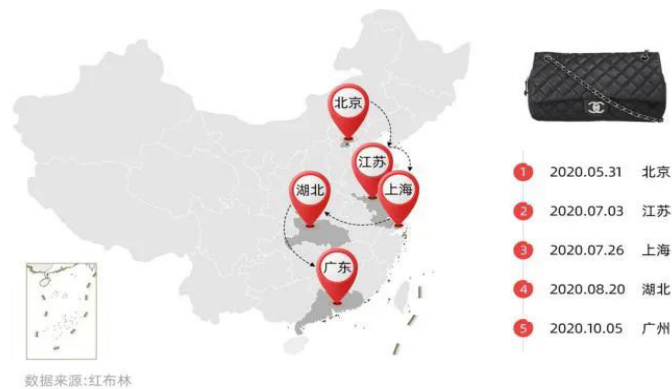 北京
江苏
上海
湖北
广东
1 2020.05.31 北京
2 2020.07.03 江苏
3 2020.07.26 上海
4 2020.08.20 湖北
5 2020.10.05 广州
数据来源:红布林